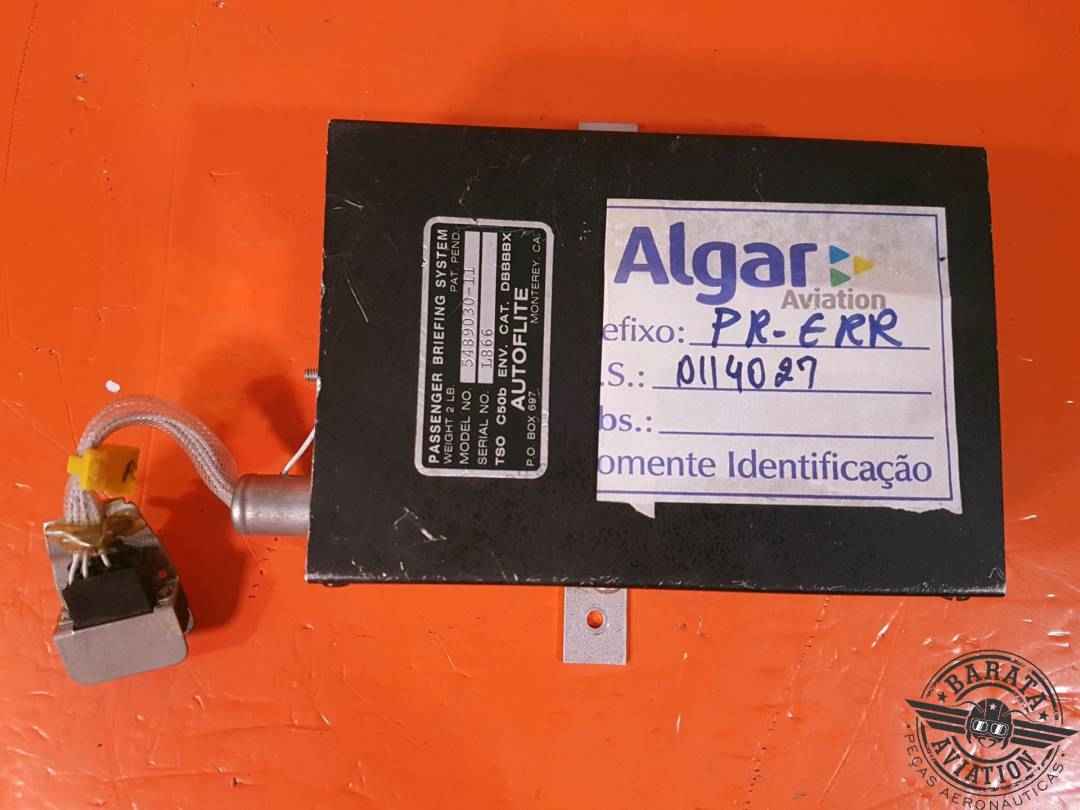 PASSENGER BRIEFING SYSTEM
WEIGHT 2 LB. PAT. PEND.
MODEL NO. 5489030-11
SERIAL NO. L866
TSO C50b ENV. CAT. DBBBBX
AUTOFLITE
P.O. BOX 697 MONTEREY, CA.
Algar
Aviation
efixo: PR-ERR
.S.: 0114027
bs.:
omente Identificação
BARATA
AVIATION
PEÇAS AERONÁUTICAS